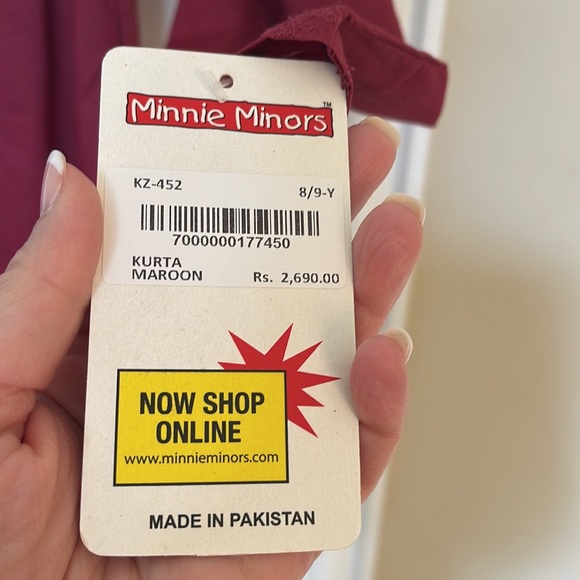 Minnie Minors™
KZ-452 8/9-Y
7000000177450
KURTA
MAROON Rs. 2,690.00
NOW SHOP
ONLINE
www.minnieminors.com
MADE IN PAKISTAN